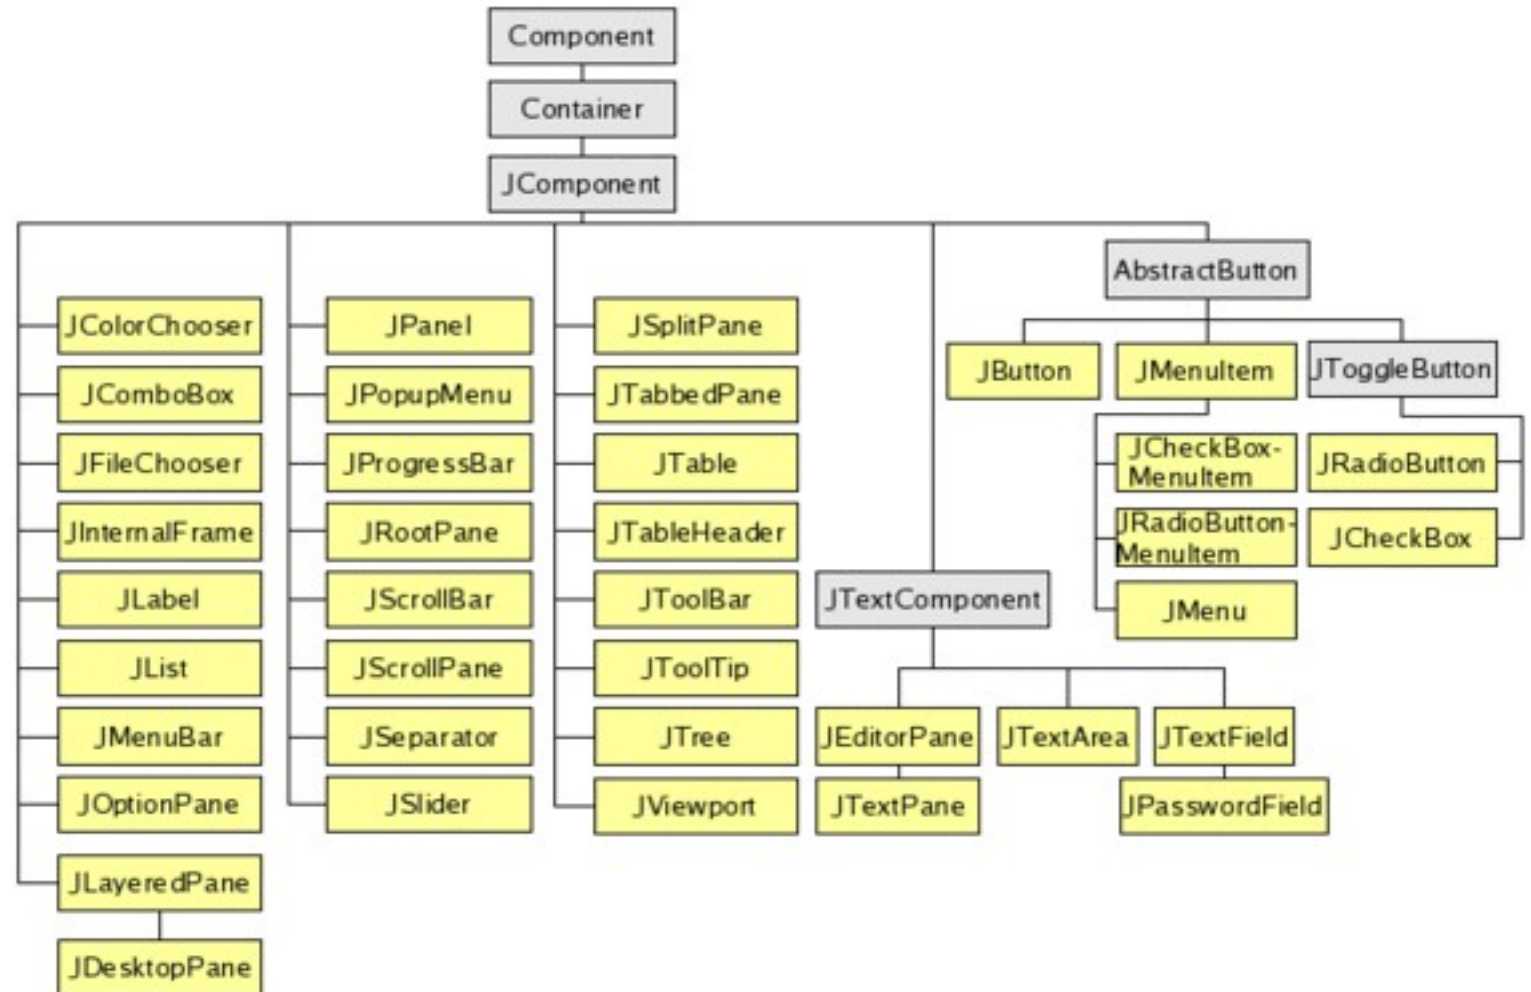 Component
Container
JComponent
AbstractButton
JColorChooser
JPanel
JSplitPane
JButton
JMenuItem
JToggleButton
JComboBox
JPopupMenu
JTabbedPane
JFileChooser
JProgressBar
JTable
JCheckBox-
MenuItem
JRadioButton
JInternalFrame
JRootPane
JTableHeader
JRadioButton-
MenuItem
JCheckBox
JLabel
JScrollBar
JToolBar
JTextComponent
JMenu
JList
JScrollPane
JToolTip
JMenuBar
JSeparator
JTree
JEditorPane
JTextArea
JTextField
JOptionPane
JSlider
JViewport
JTextPane
JPasswordField
JLayeredPane
JDesktopPane